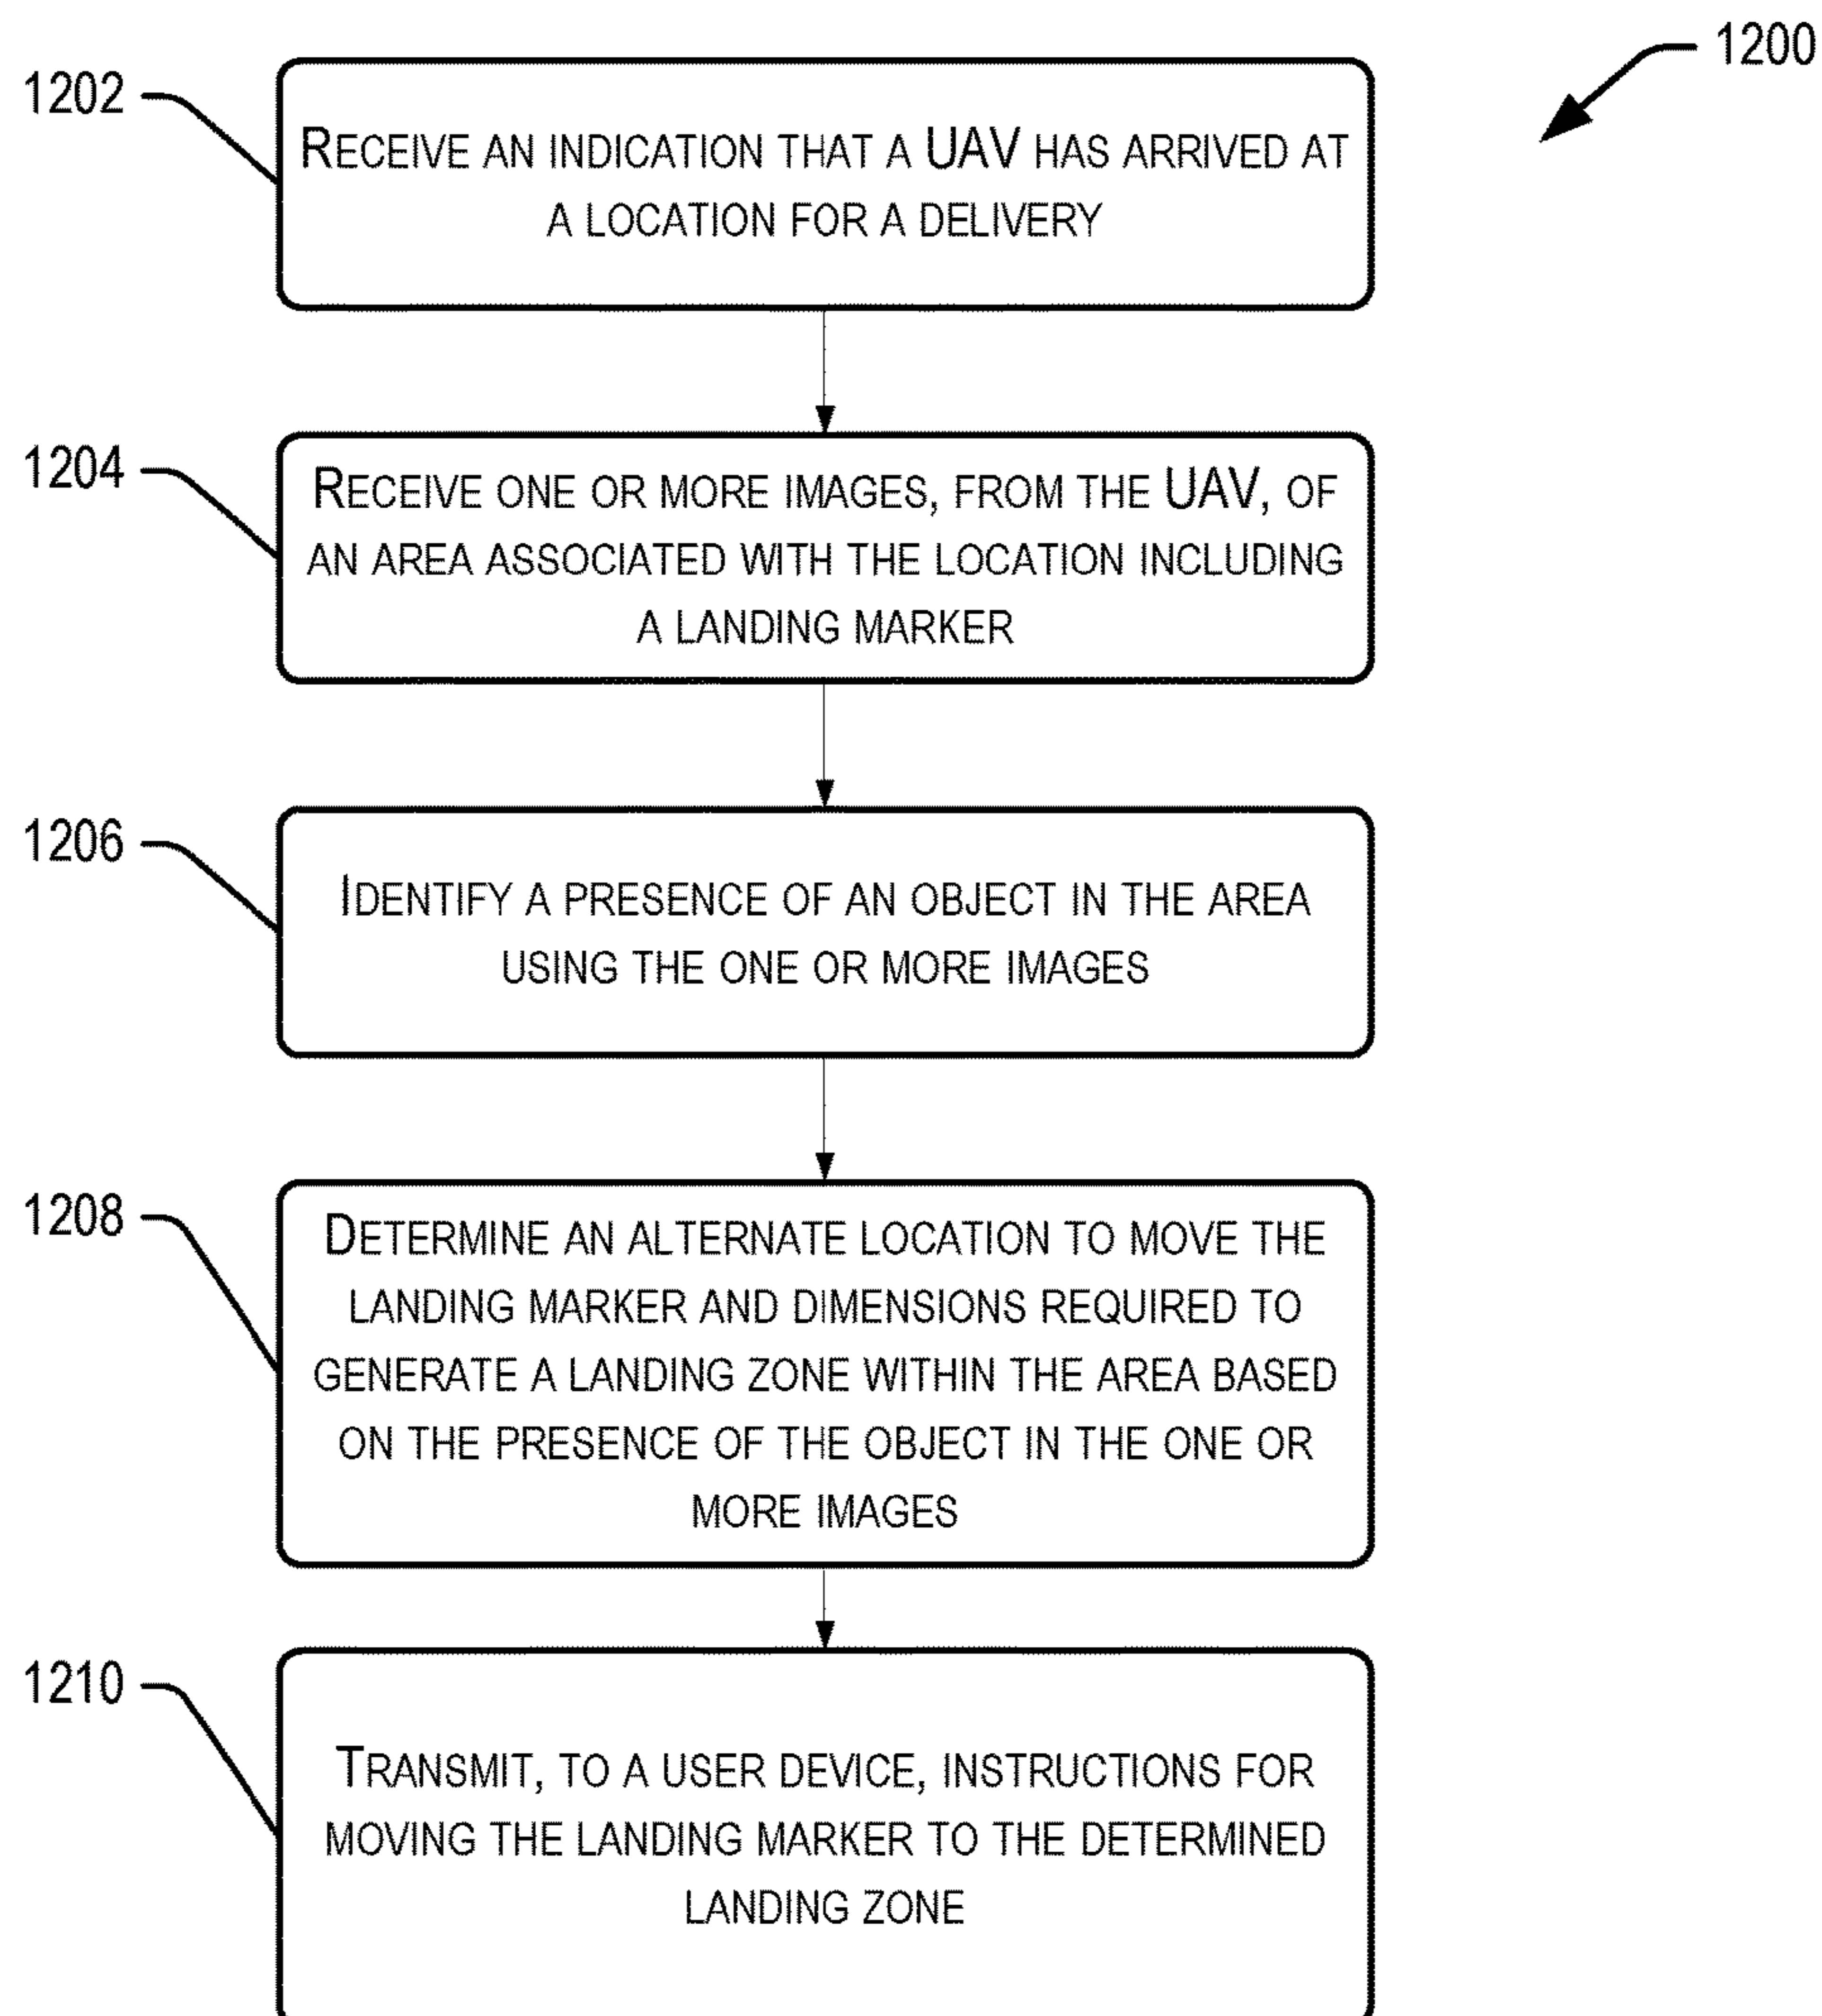 1200
1202
RECEIVE AN INDICATION THAT A UAV HAS ARRIVED AT
A LOCATION FOR A DELIVERY
1204
RECEIVE ONE OR MORE IMAGES, FROM THE UAV, OF
AN AREA ASSOCIATED WITH THE LOCATION INCLUDING
A LANDING MARKER
1206
IDENTIFY A PRESENCE OF AN OBJECT IN THE AREA
USING THE ONE OR MORE IMAGES
1208
DETERMINE AN ALTERNATE LOCATION TO MOVE THE
LANDING MARKER AND DIMENSIONS REQUIRED TO
GENERATE A LANDING ZONE WITHIN THE AREA BASED
ON THE PRESENCE OF THE OBJECT IN THE ONE OR
MORE IMAGES
1210
TRANSMIT, TO A USER DEVICE, INSTRUCTIONS FOR
MOVING THE LANDING MARKER TO THE DETERMINED
LANDING ZONE